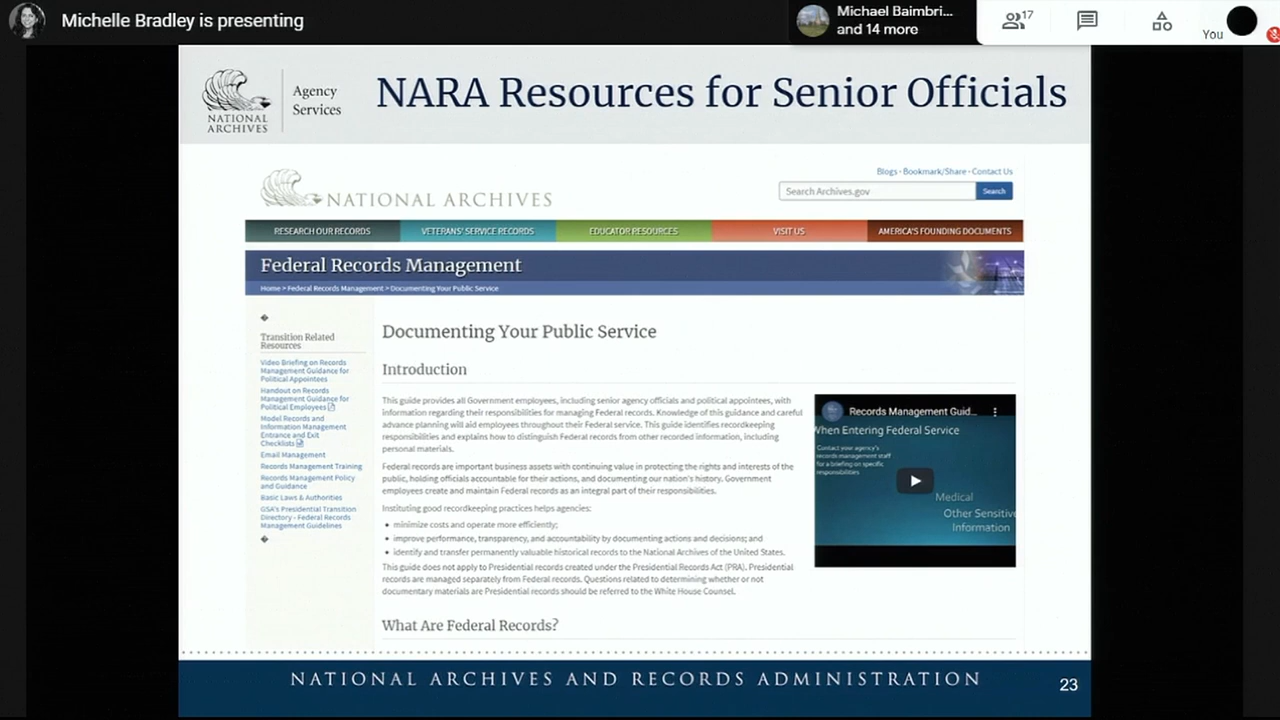 Michelle Bradley is presenting
Michael Baimbri...
and 14 more
17
You
NATIONAL
ARCHIVES
Agency
Services
NARA Resources for Senior Officials
NATIONAL ARCHIVES
Blogs · Bookmark/Share · Contact Us
Search Archives.gov
Search
RESEARCH OUR RECORDS
VETERANS' SERVICE RECORDS
EDUCATOR RESOURCES
VISIT US
AMERICA'S FOUNDING DOCUMENTS
Federal Records Management
Home > Federal Records Management > Documenting Your Public Service
Transition Related
Resources
Video Briefing on Records
Management Guidance for
Political Appointees
Handout on Records
Management Guidance for
Political Employees
Model Records and
Information Management
Entrance and Exit
Checklists
Email Management
Records Management Training
Records Management Policy
and Guidance
Basic Laws & Authorities
GSA's Presidential Transition
Directory - Federal Records
Management Guidelines
Documenting Your Public Service
Introduction
This guide provides all Government employees, including senior agency officials and political appointees, with
information regarding their responsibilities for managing Federal records. Knowledge of this guidance and careful
advance planning will aid employees throughout their Federal service. This guide identifies recordkeeping
responsibilities and explains how to distinguish Federal records from other recorded information, including
personal materials.
Federal records are important business assets with continuing value in protecting the rights and interests of the
public, holding officials accountable for their actions, and documenting our nation's history. Government
employees create and maintain Federal records as an integral part of their responsibilities.
Instituting good recordkeeping practices helps agencies:
• minimize costs and operate more efficiently;
• improve performance, transparency, and accountability by documenting actions and decisions; and
• identify and transfer permanently valuable historical records to the National Archives of the United States.
This guide does not apply to Presidential records created under the Presidential Records Act (PRA). Presidential
records are managed separately from Federal records. Questions related to determining whether or not
documentary materials are Presidential records should be referred to the White House Counsel.
What Are Federal Records?
Records Management Guid...
When Entering Federal Service
Contact your agency's
records management staff
for a briefing on specific
responsibilities
Medical
Other Sensitive
Information
NATIONAL ARCHIVES AND RECORDS ADMINISTRATION
23